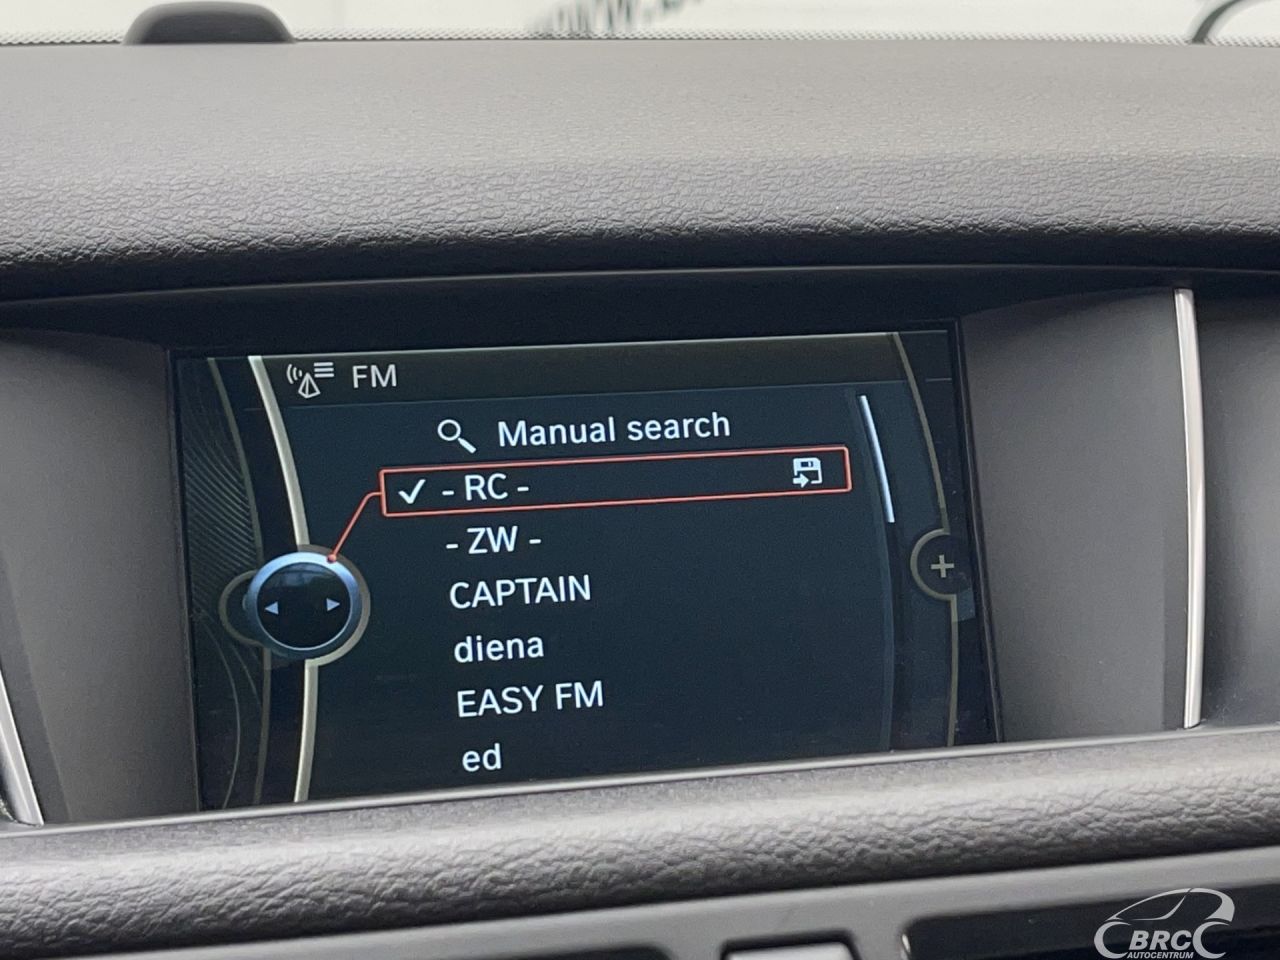 FM
Manual search
- RC -
- ZW -
CAPTAIN
diena
EASY FM
ed
BRC
AUTOCENTRUM